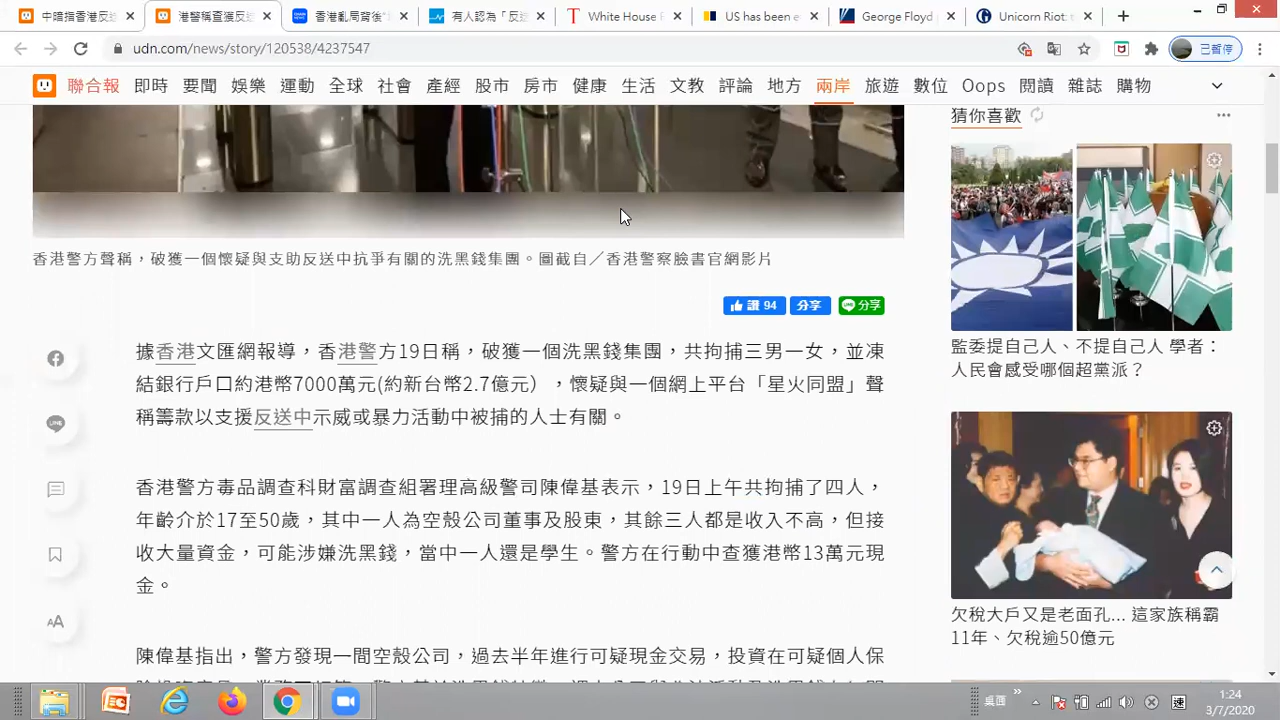 中暗指香港反送
港警稱查獲反送
香港亂局背後"
有人認為「反送
White House R
US has been e
George Floyd p
Unicorn Riot: t
udn.com/news/story/120538/4237547
已暫停
聯合報 即時 要聞 娛樂 運動 全球 社會 產經 股市 房市 健康 生活 文教 評論 地方 兩岸 旅遊 數位 Oops 閱讀 雜誌 購物
香港警方聲稱，破獲一個懷疑與支助反送中抗爭有關的洗黑錢集團。圖截自／香港警察臉書官網影片
讚 94 分享 分享
據香港文匯網報導，香港警方19日稱，破獲一個洗黑錢集團，共拘捕三男一女，並凍
結銀行戶口約港幣7000萬元(約新台幣2.7億元），懷疑與一個網上平台「星火同盟」聲
稱籌款以支援反送中示威或暴力活動中被捕的人士有關。
香港警方毒品調查科財富調查組署理高級警司陳偉基表示，19日上午共拘捕了四人，
年齡介於17至50歲，其中一人為空殼公司董事及股東，其餘三人都是收入不高，但接
收大量資金，可能涉嫌洗黑錢，當中一人還是學生。警方在行動中查獲港幣13萬元現
金。
陳偉基指出，警方發現一間空殼公司，過去半年進行可疑現金交易，投資在可疑個人保
猜你喜歡
監委提自己人、不提自己人 學者：
人民會感受哪個超黨派？
欠稅大戶又是老面孔... 這家族稱霸
11年、欠稅逾50億元
AA
桌面
1:24
3/7/2020